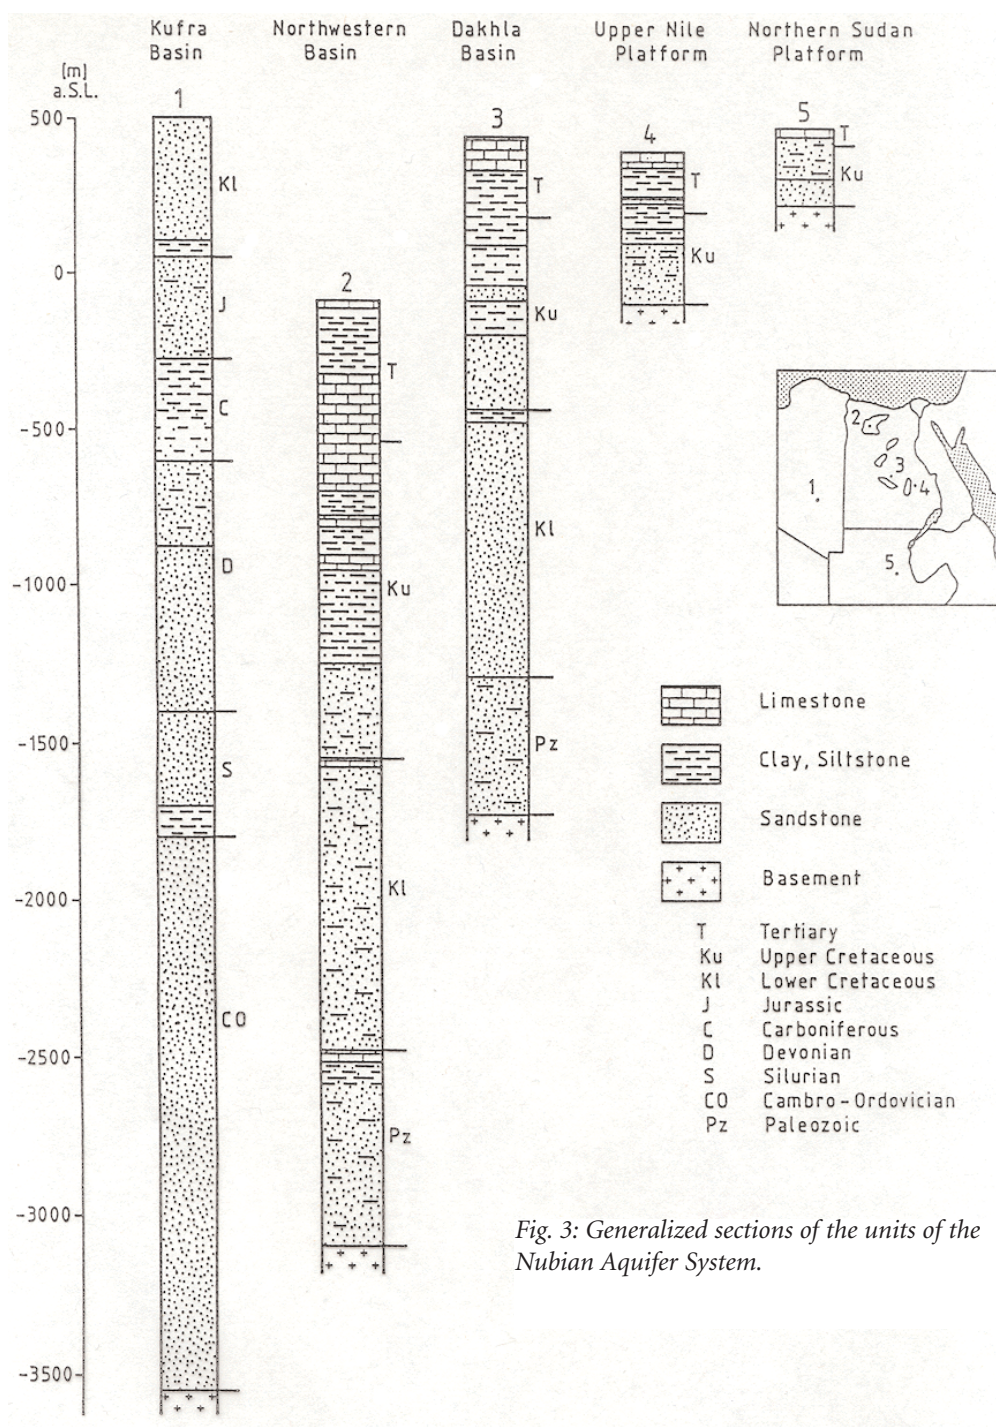 Kufra
Basin
Northwestern
Basin
Dakhla
Basin
Upper Nile
Platform
Northern Sudan
Platform
[m]
a.S.L.
500
0
-500
-1000
-1500
-2000
-2500
-3000
-3500
1
Kl
J
C
D
S
CO
2
T
Ku
Kl
Pz
3
T
Ku
Kl
Pz
4
T
Ku
5
T
Ku
2
3
0·4
1
5
Limestone
Clay, Siltstone
Sandstone
Basement
T Tertiary
Ku Upper Cretaceous
Kl Lower Cretaceous
J Jurassic
C Carboniferous
D Devonian
S Silurian
CO Cambro-Ordovician
Pz Paleozoic
Fig. 3: Generalized sections of the units of the
Nubian Aquifer System.